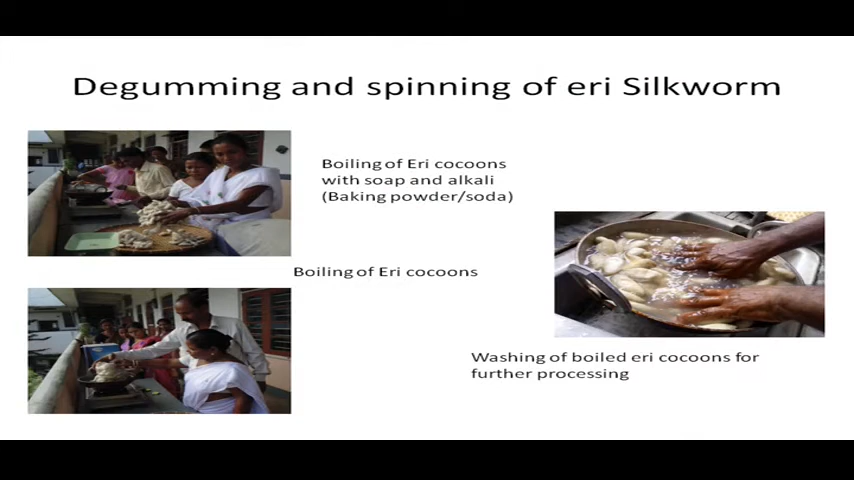 Degumming and spinning of eri Silkworm
Boiling of Eri cocoons
with soap and alkali
(Baking powder/soda)
Boiling of Eri cocoons
Washing of boiled eri cocoons for
further processing